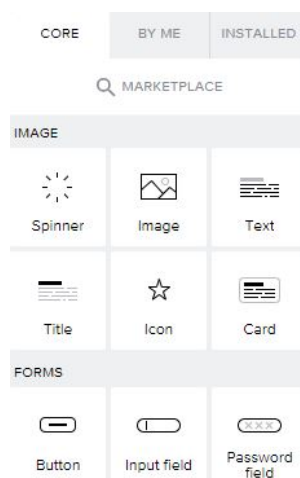 CORE BY ME INSTALLED
MARKETPLACE
IMAGE
Spinner Image Text
Title Icon Card
FORMS
Button Input field Password
field